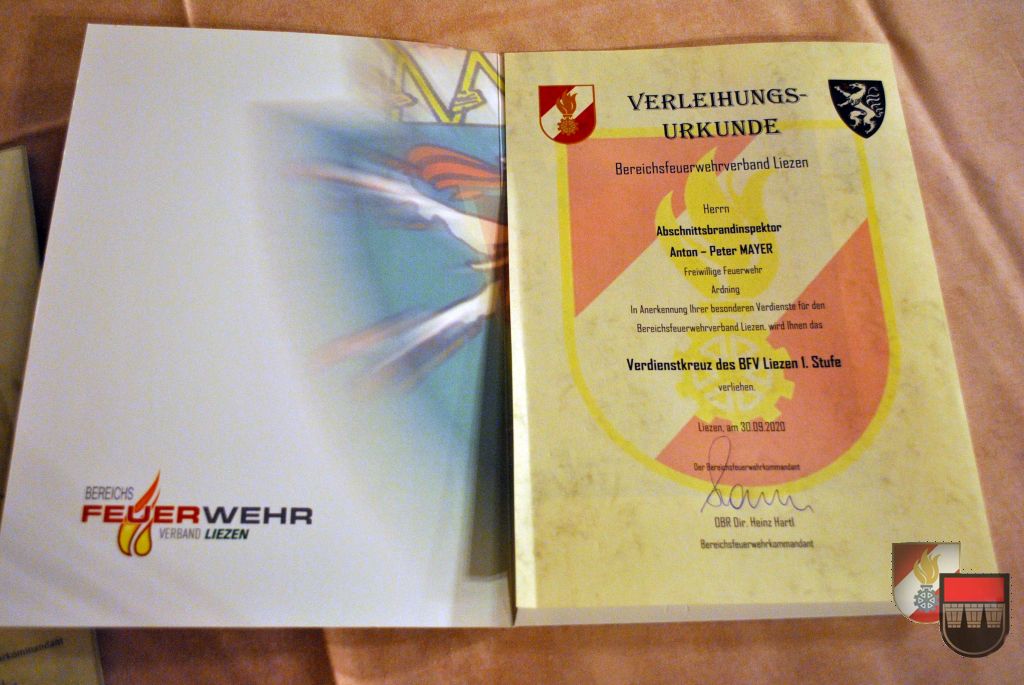 BEREICHS
FEUERWEHR
VERBAND LIEZEN
VERLEIHUNGS-
URKUNDE
Bereichsfeuerwehrverband Liezen
Herrn
Abschnittsbrandinspektor
Anton – Peter MAYER
Freiwillige Feuerwehr
Ardning
In Anerkennung Ihrer besonderen Verdienste für den
Bereichsfeuerwehrverband Liezen, wird Ihnen das
Verdienstkreuz des BFV Liezen 1. Stufe
verliehen.
Liezen, am 30.09.2020
Der Bereichsfeuerwehrkommandant
OBR Dir. Heinz Hartl
Bereichsfeuerwehrkommandant